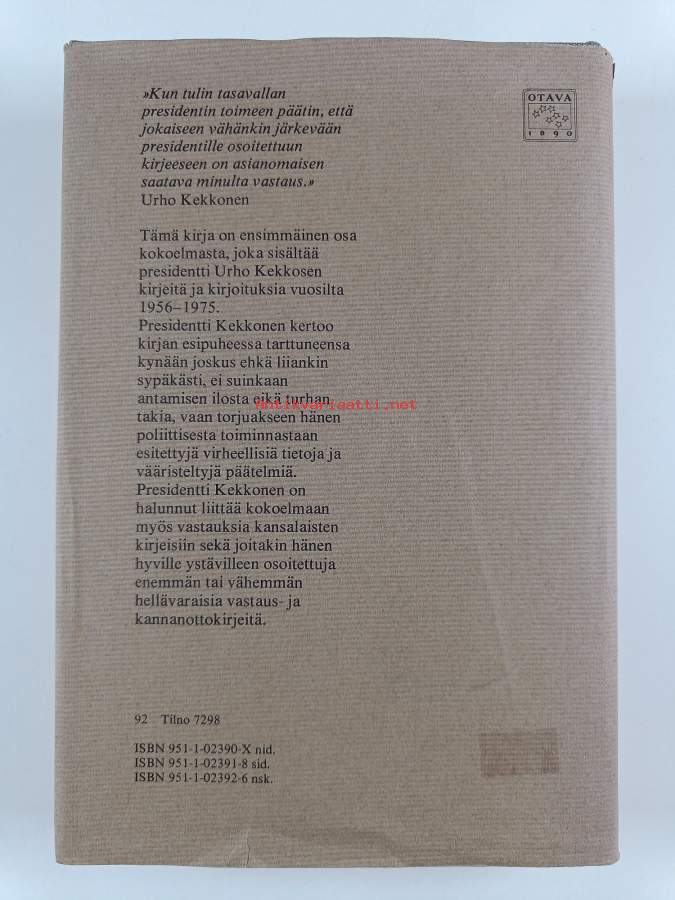 »Kun tulin tasavallan
presidentin toimeen päätin, että
jokaiseen vähänkin järkevään
presidentille osoitettuun
kirjeeseen on asianomaisen
saatava minulta vastaus.»
Urho Kekkonen
OTAVA
1890
Tämä kirja on ensimmäinen osa
kokoelmasta, joka sisältää
presidentti Urho Kekkosen
kirjeitä ja kirjoituksia vuosilta
1956–1975.
Presidentti Kekkonen kertoo
kirjan esipuheessa tarttuneensa
kynään joskus ehkä liiankin
sypäkästi, ei suinkaan
antamisen ilosta eikä turhan
antikvariaatti.net
takia, vaan torjuakseen hänen
poliittisesta toiminnastaan
esitettyjä virheellisiä tietoja ja
vääristeltyjä päätelmiä.
Presidentti Kekkonen on
halunnut liittää kokoelmaan
myös vastauksia kansalaisten
kirjeisiin sekä joitakin hänen
hyville ystävilleen osoitettuja
enemmän tai vähemmän
hellävaraisia vastaus- ja
kannanottokirjeitä.
92 Tilno 7298
ISBN 951-1-02390-X nid.
ISBN 951-1-02391-8 sid.
ISBN 951-1-02392-6 nsk.